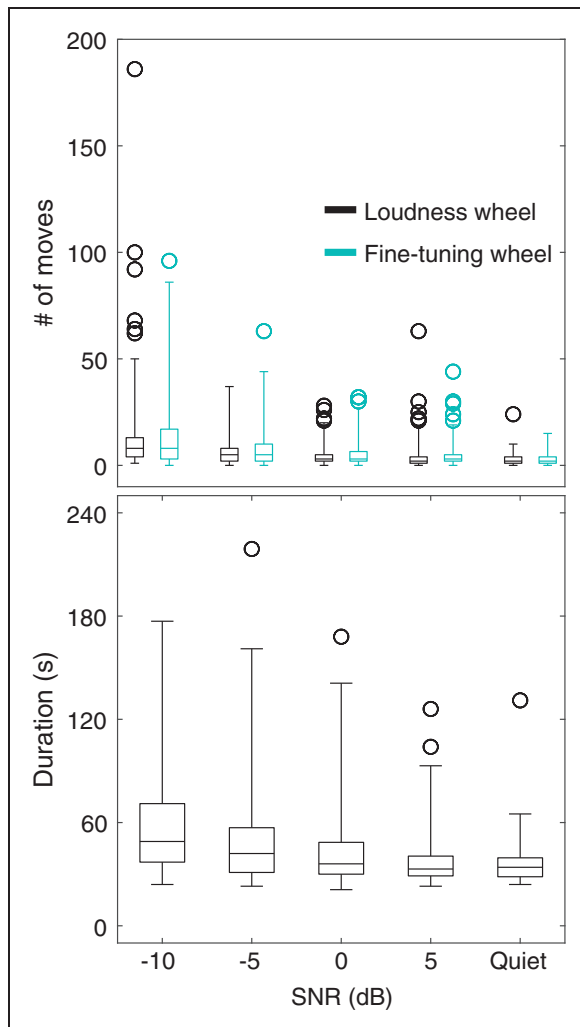 200
150
100
50
0
# of moves
Loudness wheel
Fine-tuning wheel
240
180
120
60
0
Duration (s)
-10 -5 0 5 Quiet
SNR (dB)